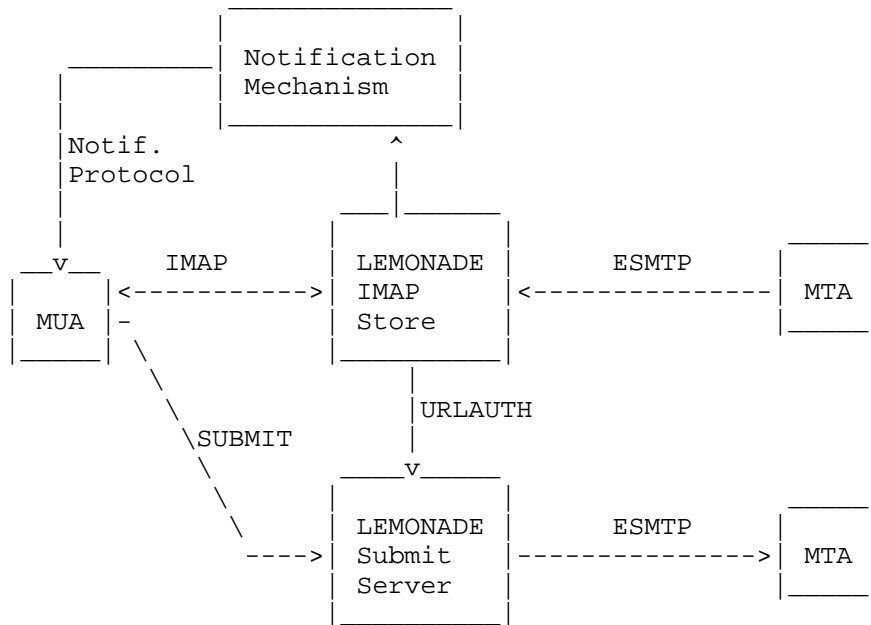 Notification
Mechanism
Notif.
Protocol
IMAP
LEMONADE
IMAP
Store
ESMTP
MTA
MUA
URLAUTH
SUBMIT
LEMONADE
Submit
Server
ESMTP
MTA